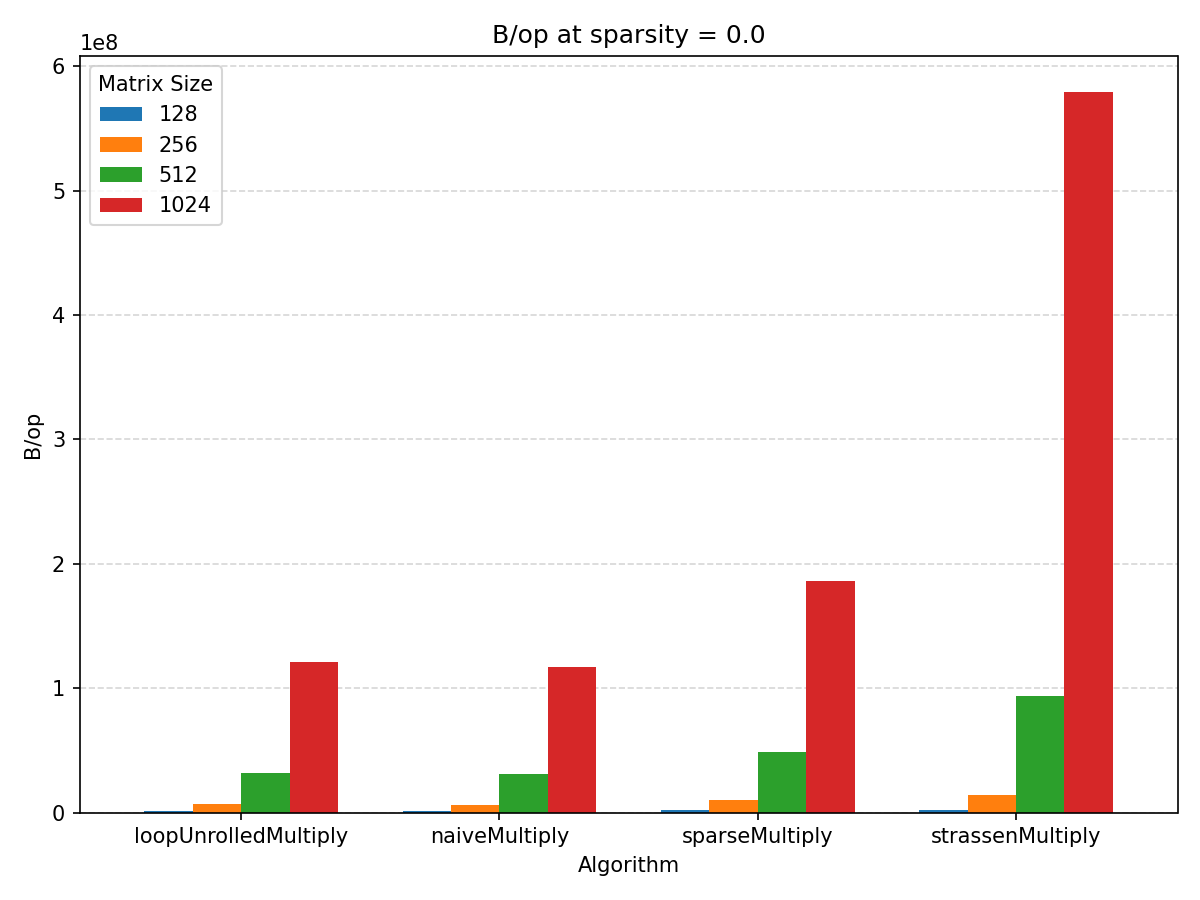 B/op at sparsity = 0.0
1e8
6
5
4
3
2
1
0
B/op
Matrix Size
128
256
512
1024
loopUnrolledMultiply naiveMultiply sparseMultiply strassenMultiply
Algorithm